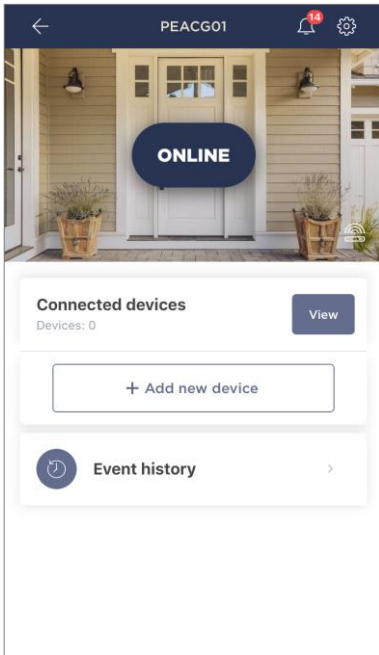 PEACG01
14
ONLINE
Connected devices
Devices: 0
View
+ Add new device
Event history